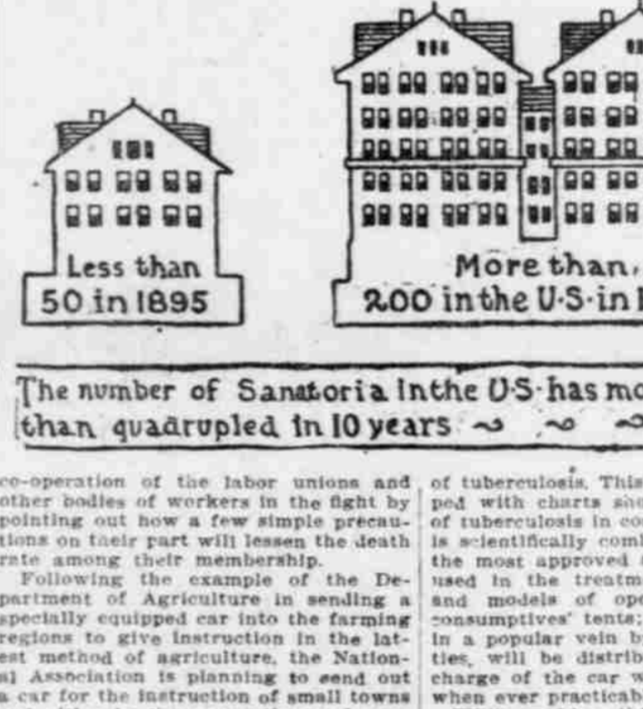 Less than
50 in 1895
More than
200 in the U.S. in
The number of Sanatoria in the U.S. has
than quadrupled in 10 years
co-operation of the labor unions and
other bodies of workers in the fight by
pointing out how a few simple precau-
tions on their part will lessen the death
rate among their membership.
Following the example of the De-
partment of Agriculture in sending a
specially equipped car into the farming
regions to give instruction in the lat-
est method of agriculture, the Nation-
al Association is planning to send out
a car for the instruction of small towns
of tuberculosis. This
ped with charts
of tuberculosis in
is scientifically
the most approved
used in the
and models of
consumptives' tents;
in a popular vein
ties, will be
charge of the car
when ever